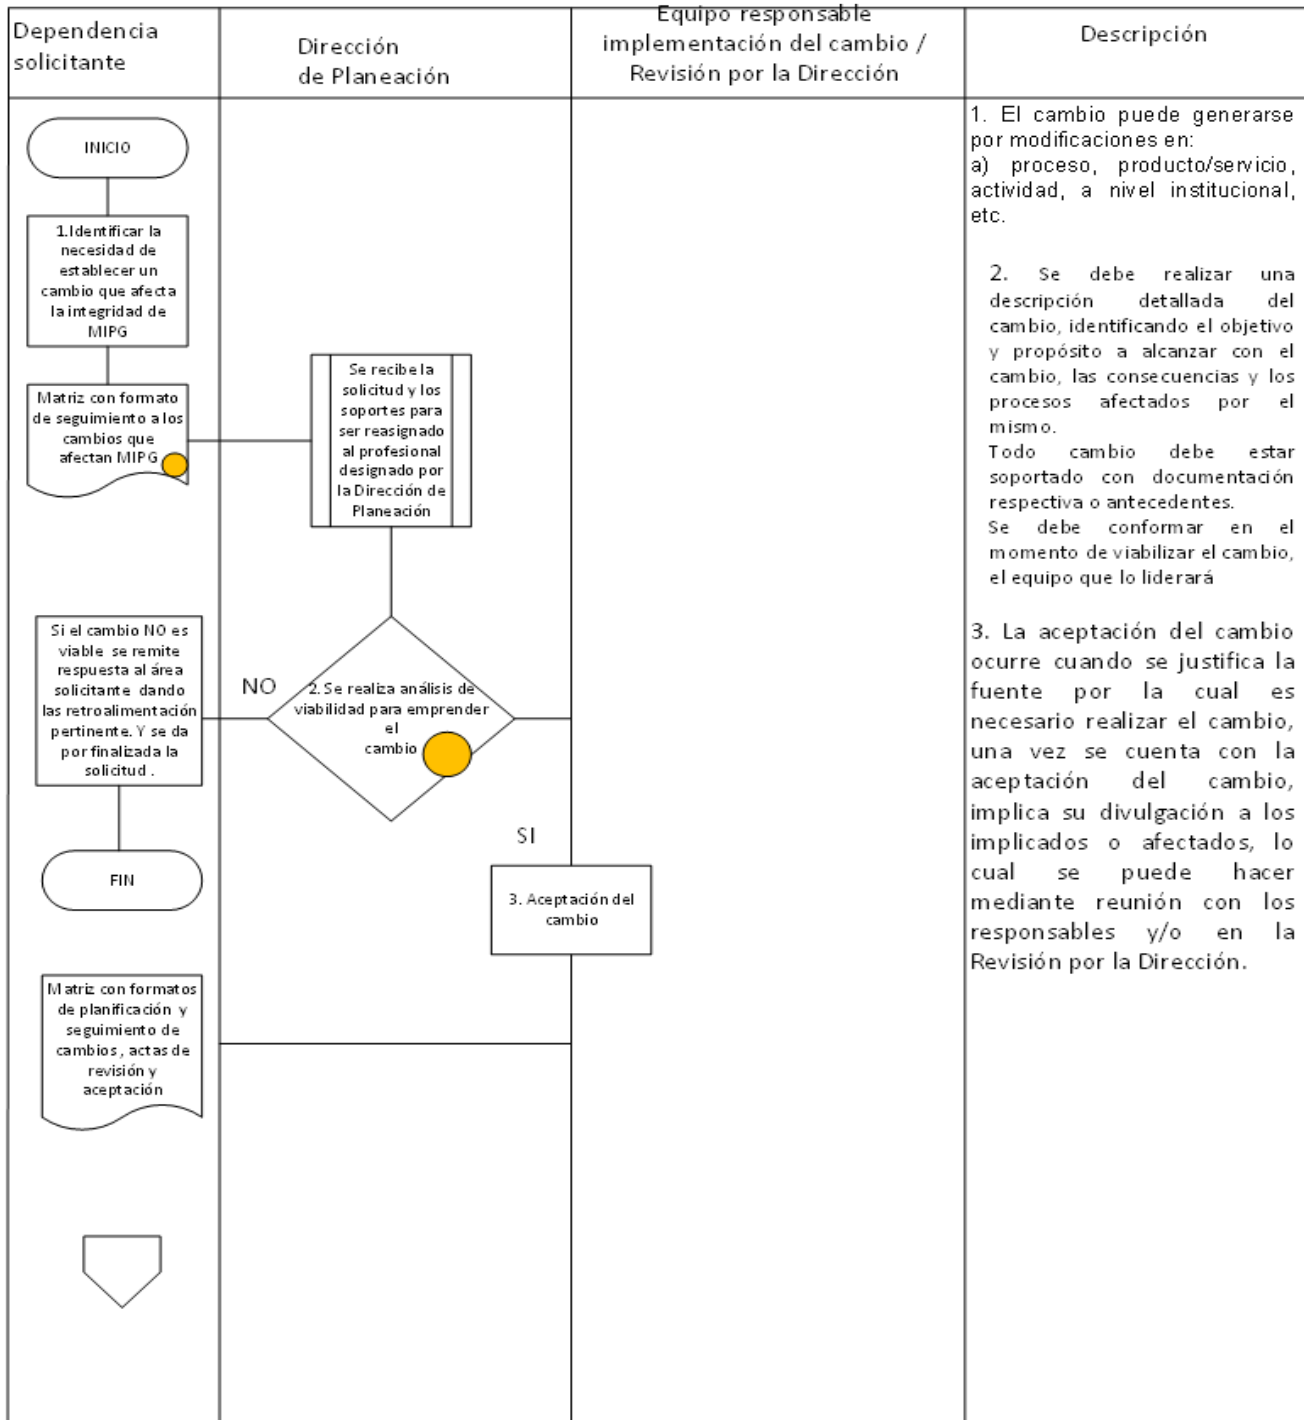 Dependencia
solicitante
Dirección
de Planeación
Equipo responsable
implementación del cambio /
Revisión por la Dirección
Descripción
INICIO
1.Identificar la
necesidad de
establecer un
cambio que afecta
la integridad de
MIPG
Matriz con formato
de seguimiento a los
cambios que
afectan MIPG
Se recibe la
solicitud y los
soportes para
ser reasignado
al profesional
designado por
la Dirección de
Planeación
Si el cambio NO es
viable se remite
respuesta al área
solicitante dando
las retroalimentación
pertinente. Y se da
por finalizada la
solicitud .
NO
2. Se realiza análisis de
viabilidad para emprender
el
cambio
SI
FIN
3. Aceptación del
cambio
Matriz con formatos
de planificación y
seguimiento de
cambios , actas de
revisión y
aceptación
1. El cambio puede generarse
por modificaciones en:
a) proceso, producto/servicio,
actividad, a nivel institucional,
etc.
2. Se debe realizar una
descripción detallada del
cambio, identificando el objetivo
y propósito a alcanzar con el
cambio, las consecuencias y los
procesos afectados por el
mismo.
Todo cambio debe estar
soportado con documentación
respectiva o antecedentes.
Se debe conformar en el
momento de viabilizar el cambio,
el equipo que lo liderará
3. La aceptación del cambio
ocurre cuando se justifica la
fuente por la cual es
necesario realizar el cambio,
una vez se cuenta con la
aceptación del cambio,
implica su divulgación a los
implicados o afectados, lo
cual se puede hacer
mediante reunión con los
responsables y/o en la
Revisión por la Dirección.